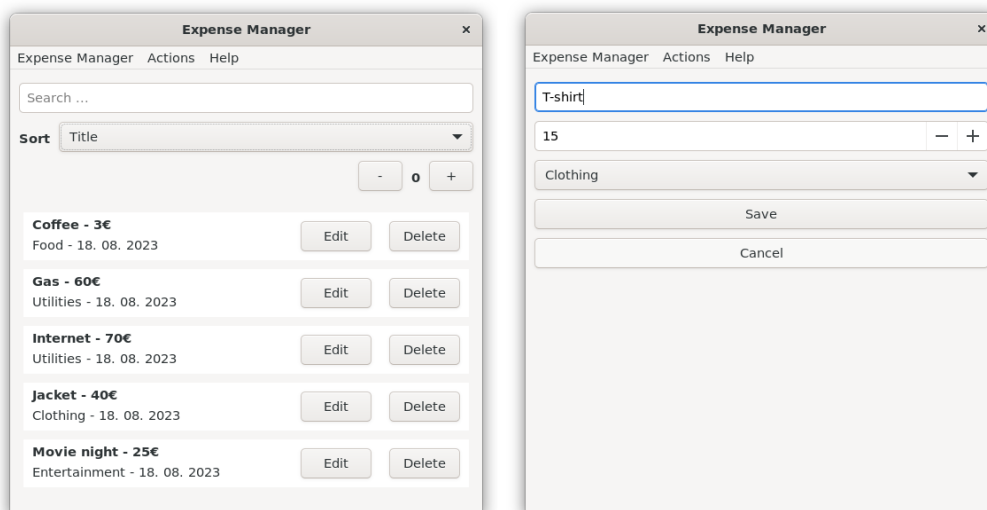 Expense Manager ×
Expense Manager Actions Help
Search ...
Sort Title
- 0 +
Coffee - 3€
Food - 18. 08. 2023
Edit Delete
Gas - 60€
Utilities - 18. 08. 2023
Edit Delete
Internet - 70€
Utilities - 18. 08. 2023
Edit Delete
Jacket - 40€
Clothing - 18. 08. 2023
Edit Delete
Movie night - 25€
Entertainment - 18. 08. 2023
Edit Delete
Expense Manager ×
Expense Manager Actions Help
T-shirt
15 − +
Clothing
Save
Cancel